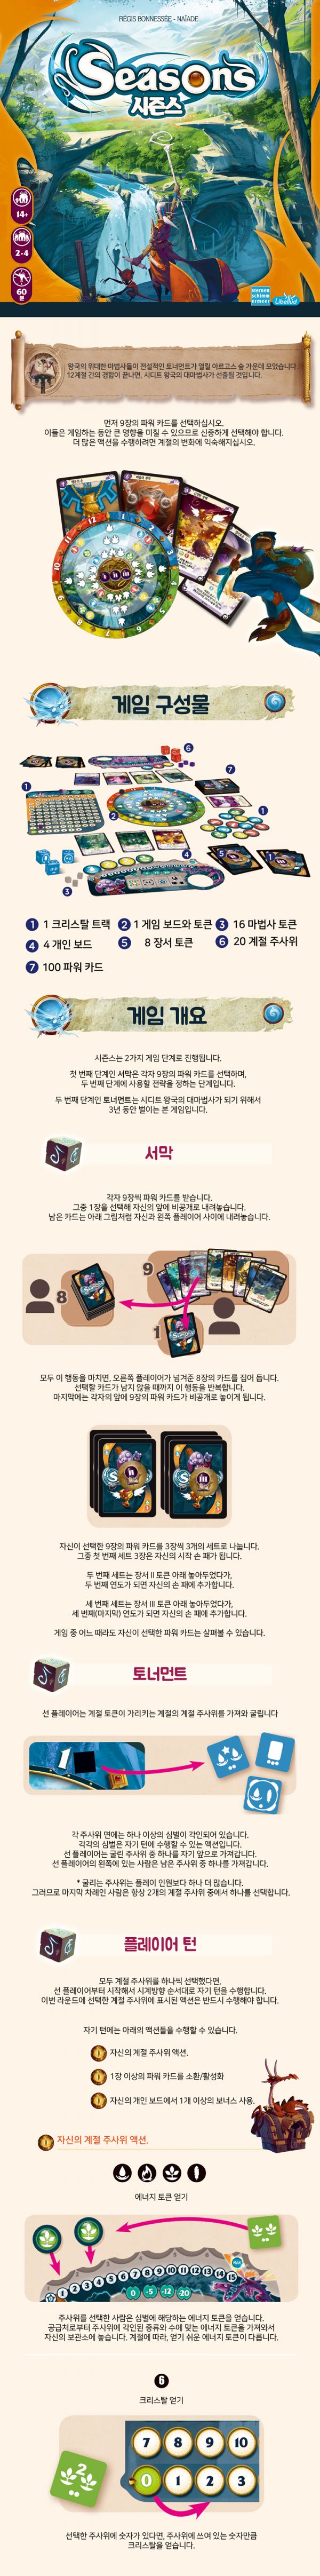 RÉGIS BONNESSÉE · NAÏADE
Seasons
시즌스
14+
2-4
60
분
Libellud
왕국의 위대한 마법사들이 전설적인 토너먼트가 열릴 아르고스 숲 가운데 모였습니다.
12계절 간의 경합이 끝나면, 시디트 왕국의 대마법사가 선출될 것입니다.
먼저 9장의 파워 카드를 선택하십시오.
이들은 게임하는 동안 큰 영향을 미칠 수 있으므로 신중하게 선택해야 합니다.
더 많은 액션을 수행하려면 계절의 변화에 익숙해지십시오.
게임 구성물
1 1 크리스탈 트랙
2 1 게임 보드와 토큰
3 16 마법사 토큰
4 4 개인 보드
5 8 장서 토큰
6 20 계절 주사위
7 100 파워 카드
게임 개요
시즌스는 2가지 게임 단계로 진행됩니다.
첫 번째 단계인 서막은 각자 9장의 파워 카드를 선택하며,
두 번째 단계에 사용할 전략을 정하는 단계입니다.
두 번째 단계인 토너먼트는 시디트 왕국의 대마법사가 되기 위해서
3년 동안 벌이는 본 게임입니다.
서막
각자 9장씩 파워 카드를 받습니다.
그중 1장을 선택해 자신의 앞에 비공개로 내려놓습니다.
남은 카드는 아래 그림처럼 자신과 왼쪽 플레이어 사이에 내려놓습니다.
8
9
1
모두 이 행동을 마치면, 오른쪽 플레이어가 넘겨준 8장의 카드를 집어 듭니다.
선택할 카드가 남지 않을 때까지 이 행동을 반복합니다.
마지막에는 각자의 앞에 9장의 파워 카드가 비공개로 놓이게 됩니다.
II
III
자신이 선택한 9장의 파워 카드를 3장씩 3개의 세트로 나눕니다.
그중 첫 번째 세트 3장은 자신의 시작 손 패가 됩니다.
두 번째 세트는 장서 II 토큰 아래 놓아두었다가,
두 번째 연도가 되면 자신의 손 패에 추가합니다.
세 번째 세트는 장서 III 토큰 아래 놓아두었다가,
세 번째(마지막) 연도가 되면 자신의 손 패에 추가합니다.
게임 중 어느 때라도 자신이 선택한 파워 카드는 살펴볼 수 있습니다.
토너먼트
선 플레이어는 계절 토큰이 가리키는 계절의 계절 주사위를 가져와 굴립니다
1
각 주사위 면에는 하나 이상의 심벌이 각인되어 있습니다.
각각의 심벌은 자기 턴에 수행할 수 있는 액션입니다.
선 플레이어는 굴린 주사위 중 하나를 자기 앞으로 가져갑니다.
선 플레이어의 왼쪽에 있는 사람은 남은 주사위 중 하나를 가져갑니다.
* 굴리는 주사위는 플레이 인원보다 하나 더 많습니다.
그러므로 마지막 차례인 사람은 항상 2개의 계절 주사위 중에서 하나를 선택합니다.
플레이어 턴
모두 계절 주사위를 하나씩 선택했다면,
선 플레이어부터 시작해서 시계방향 순서대로 자기 턴을 수행합니다.
이번 라운드에 선택한 계절 주사위에 표시된 액션은 반드시 수행해야 합니다.
자기 턴에는 아래의 액션들을 수행할 수 있습니다.
자신의 계절 주사위 액션.
1장 이상의 파워 카드를 소환/활성화
자신의 개인 보드에서 1개 이상의 보너스 사용.
자신의 계절 주사위 액션.
에너지 토큰 얻기
1 2 3 4 5 6 7 8 9 10 11 12 13 14 15
0 -5 -12 -20
주사위를 선택한 사람은 심벌에 해당하는 에너지 토큰을 얻습니다.
공급처로부터 주사위에 각인된 에너지 토큰 종류와 수에 맞는 에너지 토큰을 가져와서
자신의 보관소에 놓습니다. 계절에 따라, 얻기 쉬운 에너지 토큰이 다릅니다.
6
크리스탈 얻기
7 8 9 10
0 1 2 3
2
선택한 주사위에 숫자가 있다면, 주사위에 쓰여 있는 숫자만큼
크리스탈을 얻습니다.